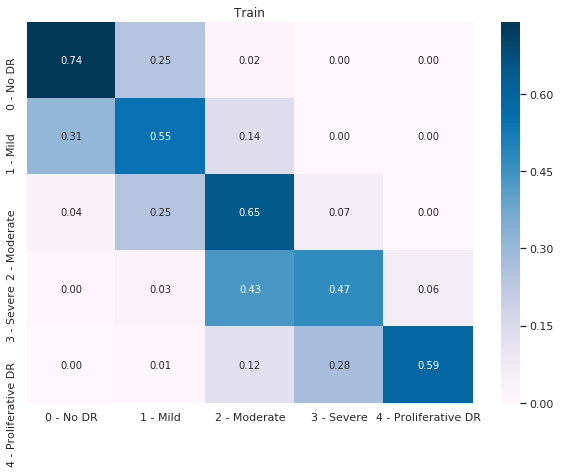 Train
0 - No DR
0.74 0.25 0.02 0.00 0.00
1 - Mild
0.31 0.55 0.14 0.00 0.00
2 - Moderate
0.04 0.25 0.65 0.07 0.00
3 - Severe
0.00 0.03 0.43 0.47 0.06
4 - Proliferative DR
0.00 0.01 0.12 0.28 0.59
0 - No DR 1 - Mild 2 - Moderate 3 - Severe 4 - Proliferative DR
0.60
0.45
0.30
0.15
0.00